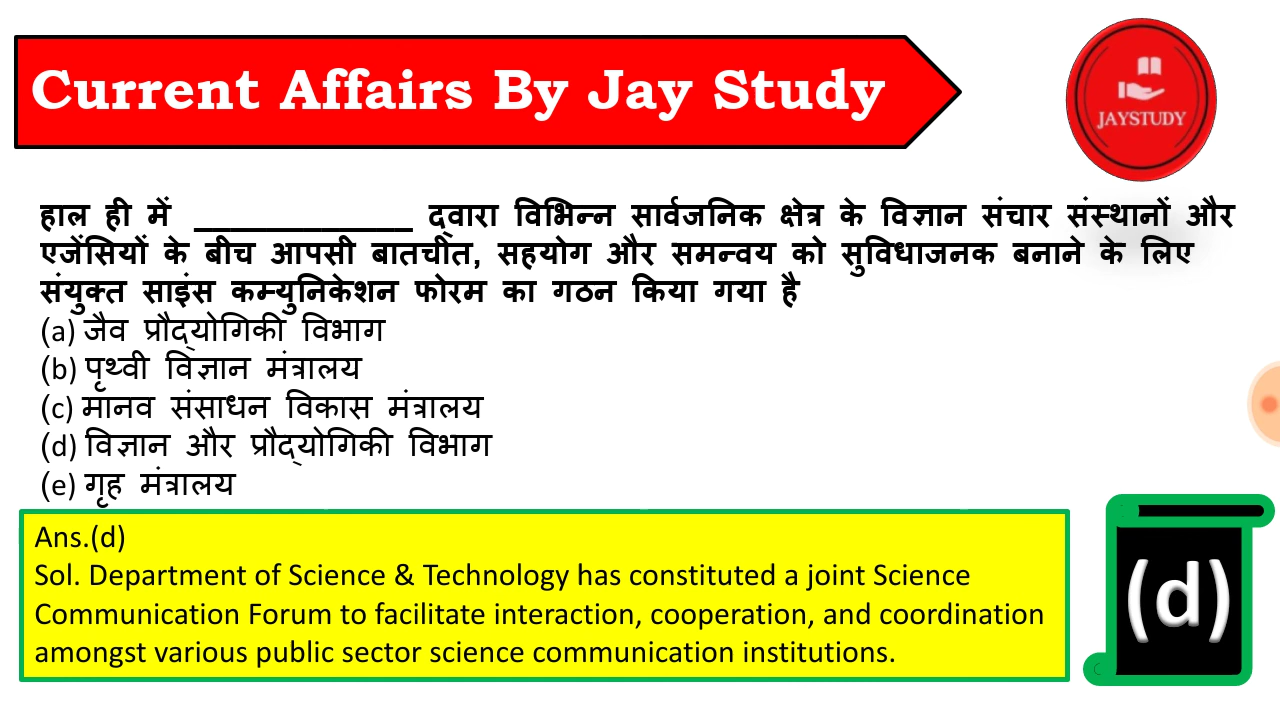 Current Affairs By Jay Study
JAYSTUDY
हाल ही में ______________ द्वारा विभिन्न सार्वजनिक क्षेत्र के विज्ञान संचार संस्थानों और
एजेंसियों के बीच आपसी बातचीत, सहयोग और समन्वय को सुविधाजनक बनाने के लिए
संयुक्त साइंस कम्युनिकेशन फोरम का गठन किया गया है
(a) जैव प्रौद्योगिकी विभाग
(b) पृथ्वी विज्ञान मंत्रालय
(c) मानव संसाधन विकास मंत्रालय
(d) विज्ञान और प्रौद्योगिकी विभाग
(e) गृह मंत्रालय
Ans.(d)
Sol. Department of Science & Technology has constituted a joint Science
Communication Forum to facilitate interaction, cooperation, and coordination
amongst various public sector science communication institutions.
(d)